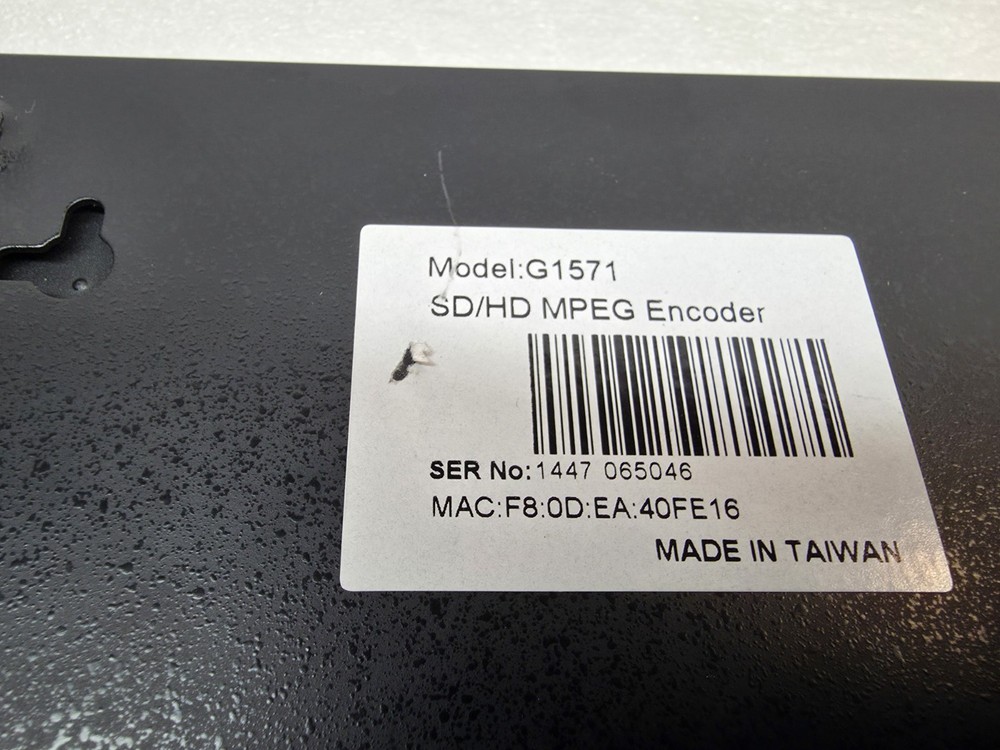 Model:G1571
SD/HD MPEG Encoder
SER No:1447 065046
MAC:F8:0D:EA:40FE16
MADE IN TAIWAN